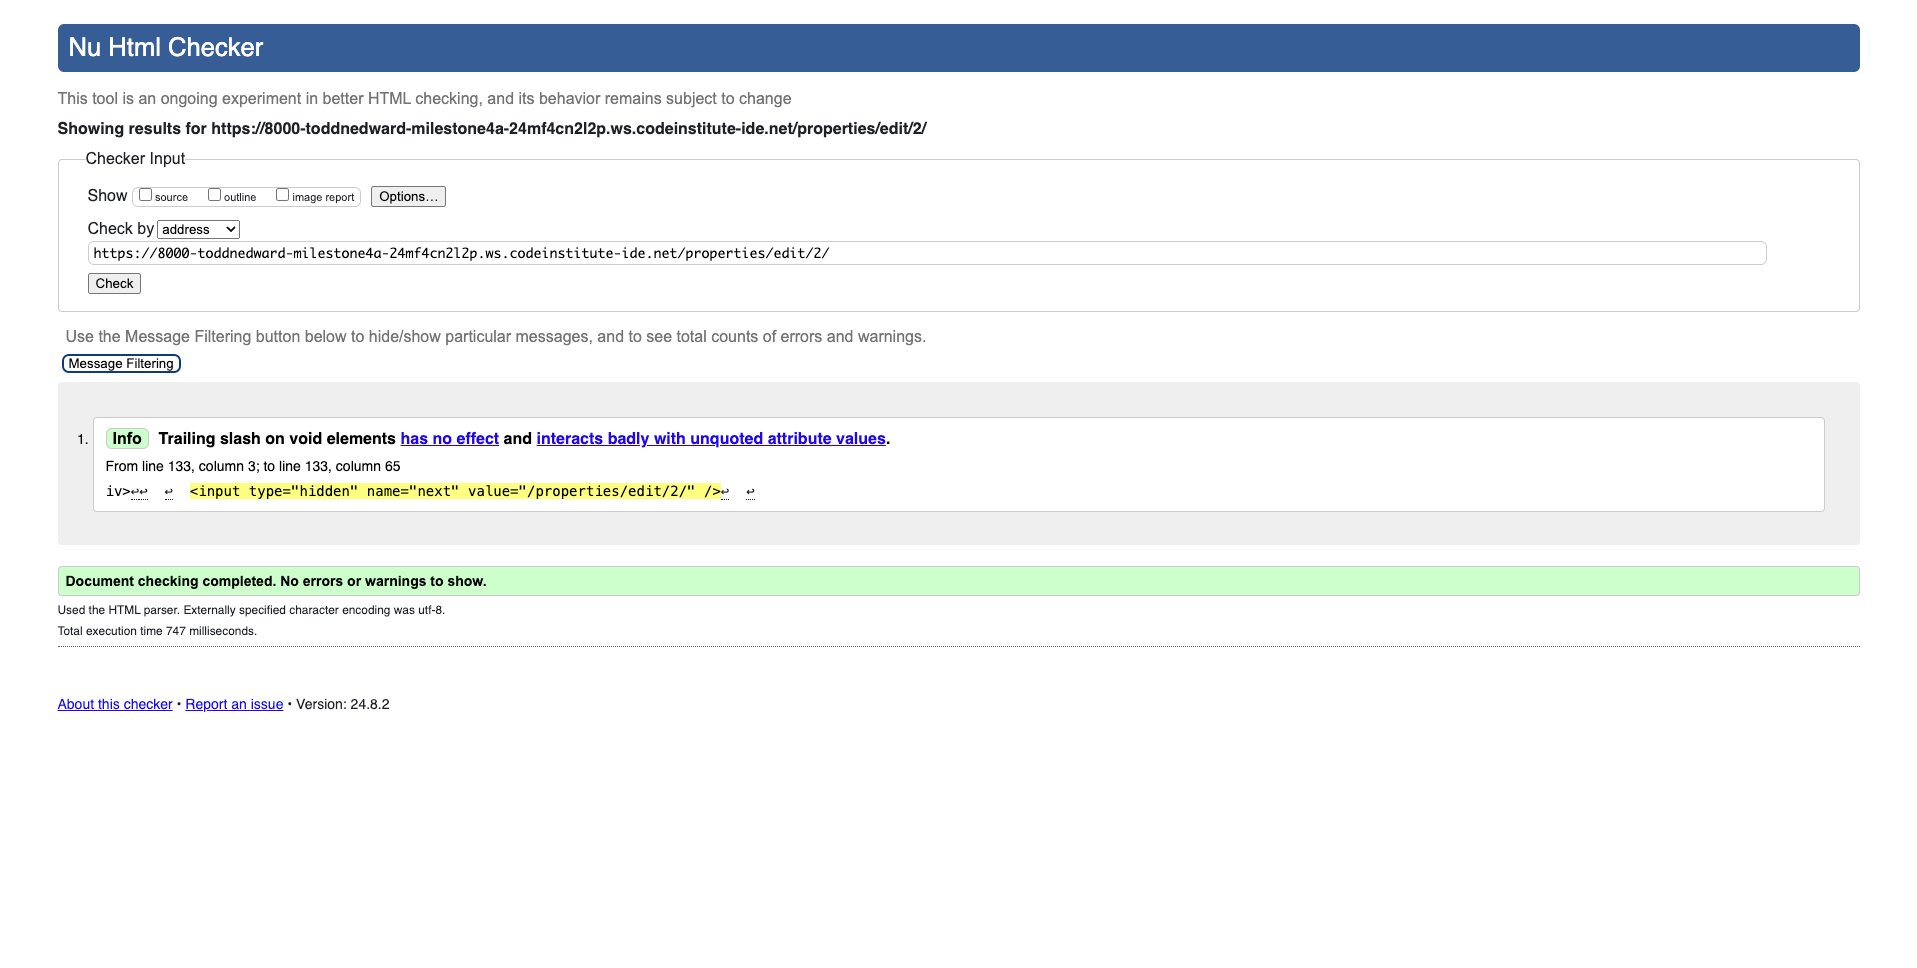 Nu Html Checker
This tool is an ongoing experiment in better HTML checking, and its behavior remains subject to change
Showing results for https://8000-toddnedward-milestone4a-24mf4cn2l2p.ws.codeinstitute-ide.net/properties/edit/2/
Checker Input
Show source outline image report Options...
Check by address
https://8000-toddnedward-milestone4a-24mf4cn2l2p.ws.codeinstitute-ide.net/properties/edit/2/
Check
Use the Message Filtering button below to hide/show particular messages, and to see total counts of errors and warnings.
Message Filtering
1. Info Trailing slash on void elements has no effect and interacts badly with unquoted attribute values.
From line 133, column 3; to line 133, column 65
iv>↩↩ ↩ <input type="hidden" name="next" value="/properties/edit/2/" />↩ ↩
Document checking completed. No errors or warnings to show.
Used the HTML parser. Externally specified character encoding was utf-8.
Total execution time 747 milliseconds.
About this checker • Report an issue • Version: 24.8.2